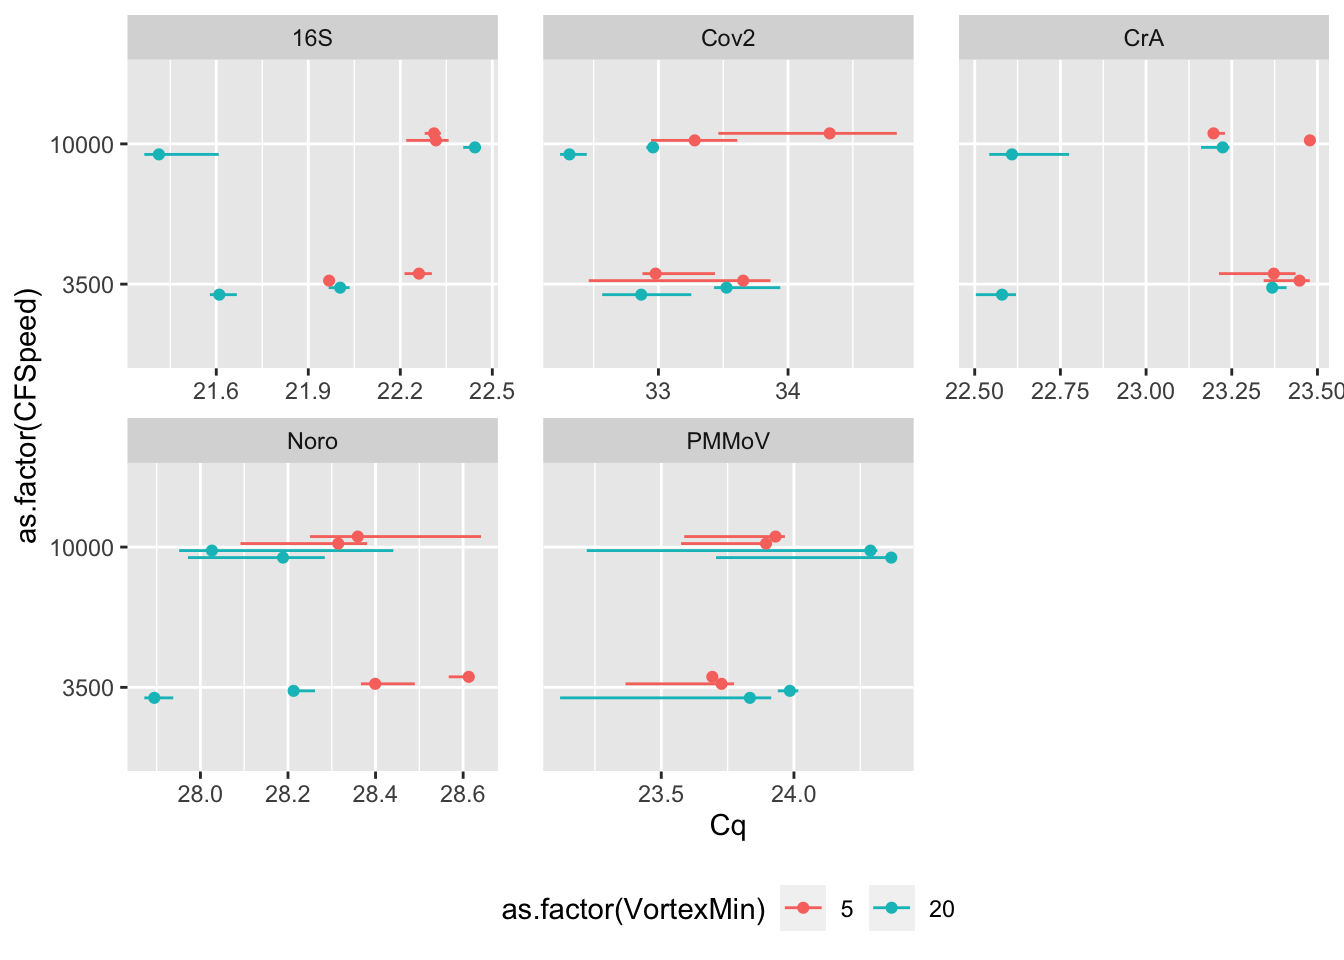 16S
Cov2
CrA
10000
3500
21.6 21.9 22.2 22.5
33 34
22.50 22.75 23.00 23.25 23.50
as.factor(CFSpeed)
Noro
PMMoV
10000
3500
28.0 28.2 28.4 28.6
23.5 24.0
Cq
as.factor(VortexMin) 5 20